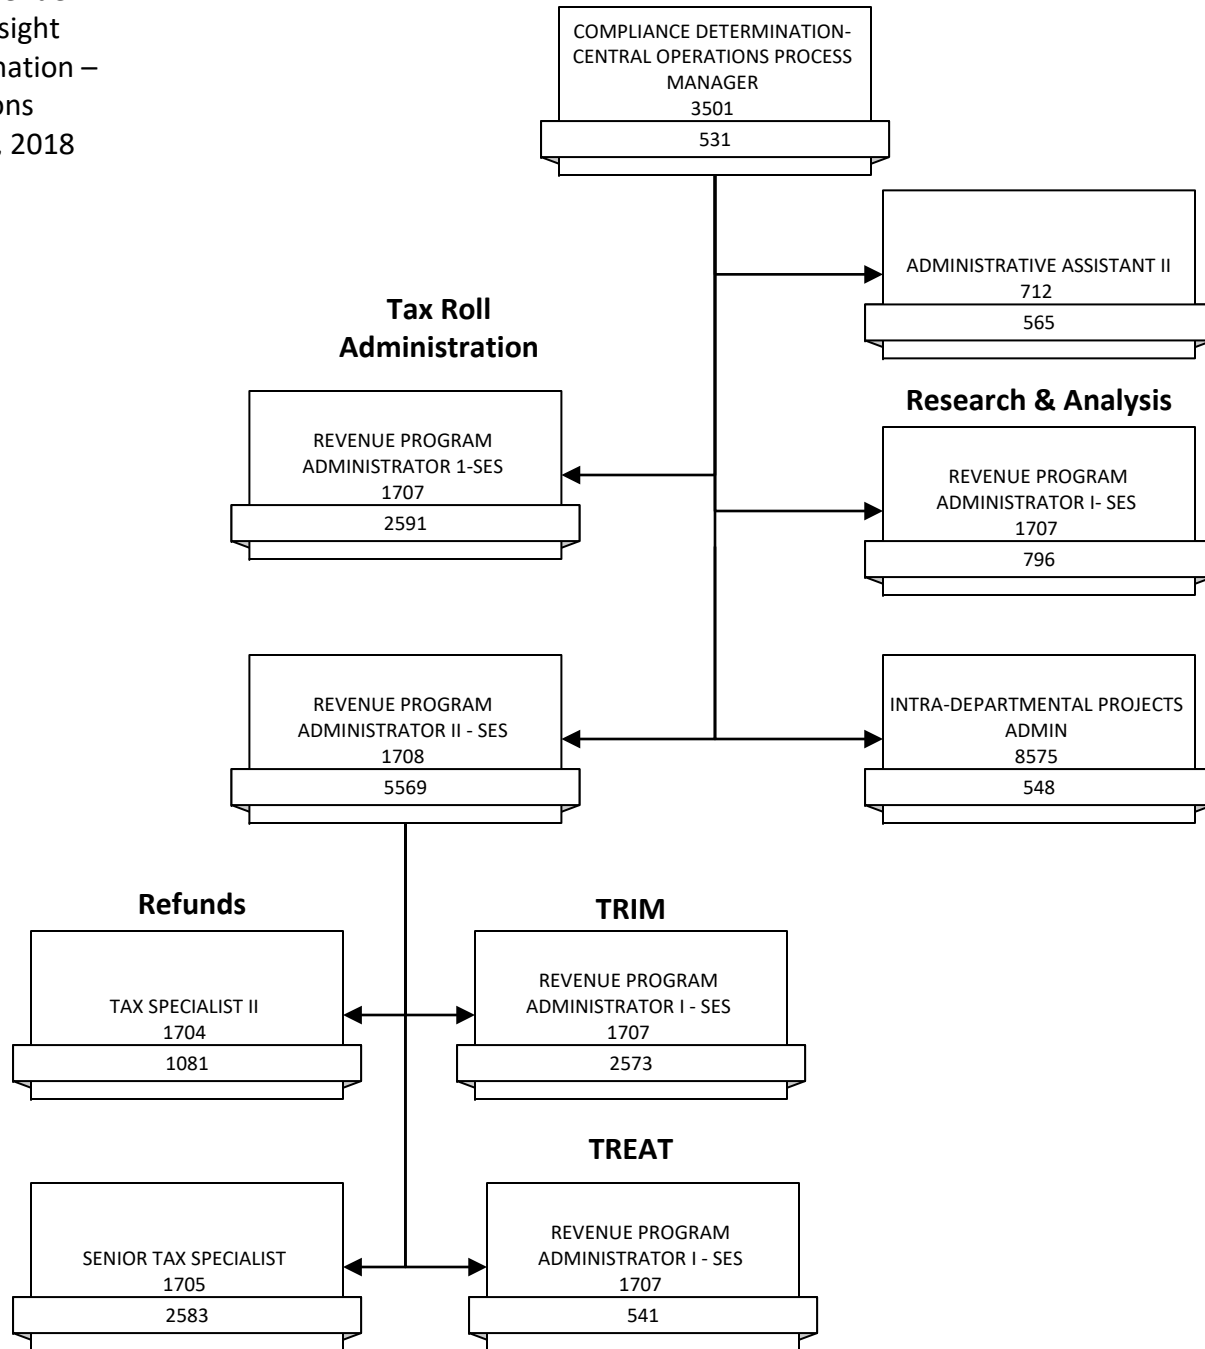 sight
2018
COMPLIANCE DETERMINATION-
CENTRAL OPERATIONS PROCESS
MANAGER
3501
531
ADMINISTRATIVE ASSISTANT II
712
565
Tax Roll
Administration
REVENUE PROGRAM
ADMINISTRATOR 1-SES
1707
2591
Research & Analysis
REVENUE PROGRAM
ADMINISTRATOR I- SES
1707
796
REVENUE PROGRAM
ADMINISTRATOR II - SES
1708
5569
INTRA-DEPARTMENTAL PROJECTS
ADMIN
8575
548
Refunds
TAX SPECIALIST II
1704
1081
TRIM
REVENUE PROGRAM
ADMINISTRATOR I - SES
1707
2573
SENIOR TAX SPECIALIST
1705
2583
TREAT
REVENUE PROGRAM
ADMINISTRATOR I - SES
1707
541